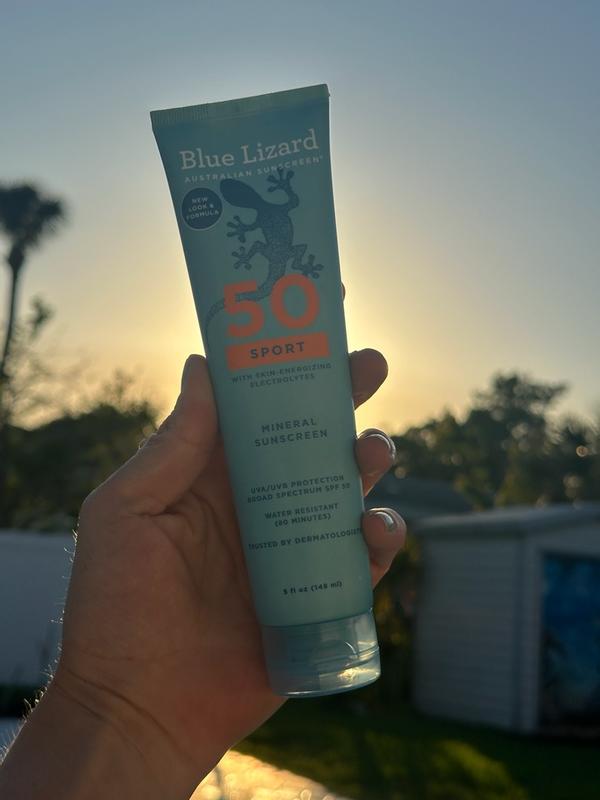 Blue Lizard
AUSTRALIAN SUNSCREEN®
NEW
LOOK &
FORMULA
50
SPORT
WITH SKIN-ENERGIZING
ELECTROLYTES
MINERAL
SUNSCREEN
UVA/UVB PROTECTION
BROAD SPECTRUM SPF 50
WATER RESISTANT
(80 MINUTES)
TRUSTED BY DERMATOLOGISTS
5 fl oz (148 ml)